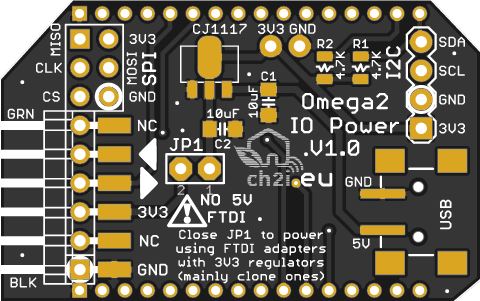 MISO 3V3
CLK MOSI
CS GND
SPI
CJ1117
3V3 GND
R2 R1
4.7K 4.7K
I2C
SDA
SCL
GND
3V3
C1
10uF
10uF
C2
Omega2
IO Power
.V1.0
ch2i.eu
GRN NC
JP1
2 1
3V3
NC
BLK GND
NO 5V
FTDI
Close JP1 to power
using FTDI adapters
with 3V3 regulators
(mainly clone ones)
GND
5V
USB